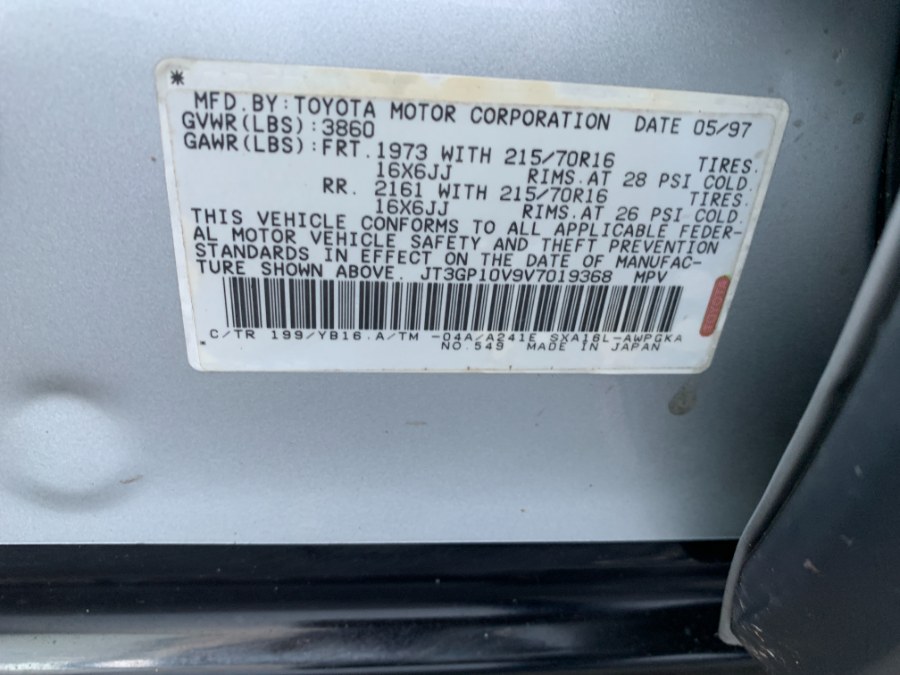 MFD.BY:TOYOTA MOTOR CORPORATION DATE 05/97
GVWR(LBS):3860
GAWR(LBS):FRT.1973 WITH 215/70R16 TIRES.
16X6JJ RIMS.AT 28 PSI COLD.
RR. 2161 WITH 215/70R16 TIRES.
16X6JJ RIMS.AT 26 PSI COLD.
THIS VEHICLE CONFORMS TO ALL APPLICABLE FEDER-
AL MOTOR VEHICLE SAFETY AND THEFT PREVENTION
STANDARDS IN EFFECT ON THE DATE OF MANUFAC-
TURE SHOWN ABOVE. JT3GP10V9V7019368 MPV
TOYOTA
C/TR 199/YB16.A/TM -04A/A241E SXA16L-AWPGKA
NO.549 MADE IN JAPAN